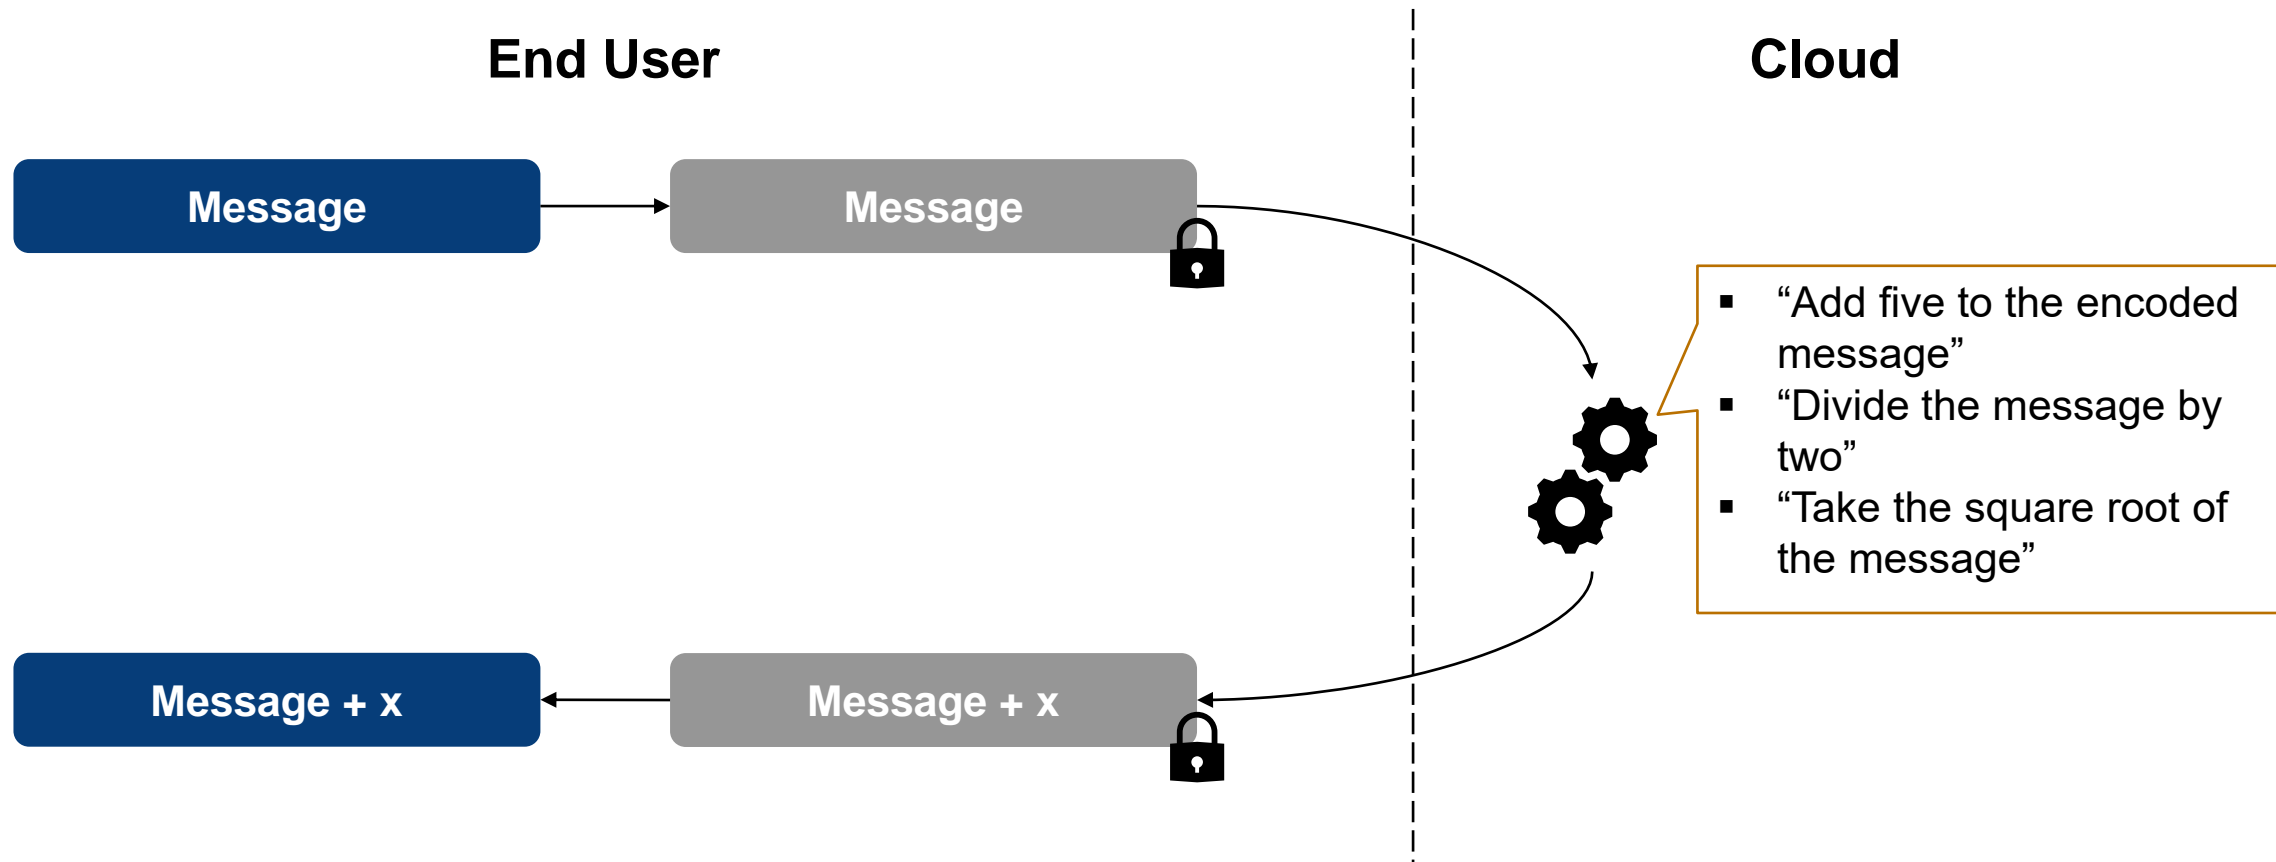 End User
Cloud
Message
Message
▪ “Add five to the encoded
message”
▪ “Divide the message by
two”
▪ “Take the square root of
the message”
Message + x
Message + x